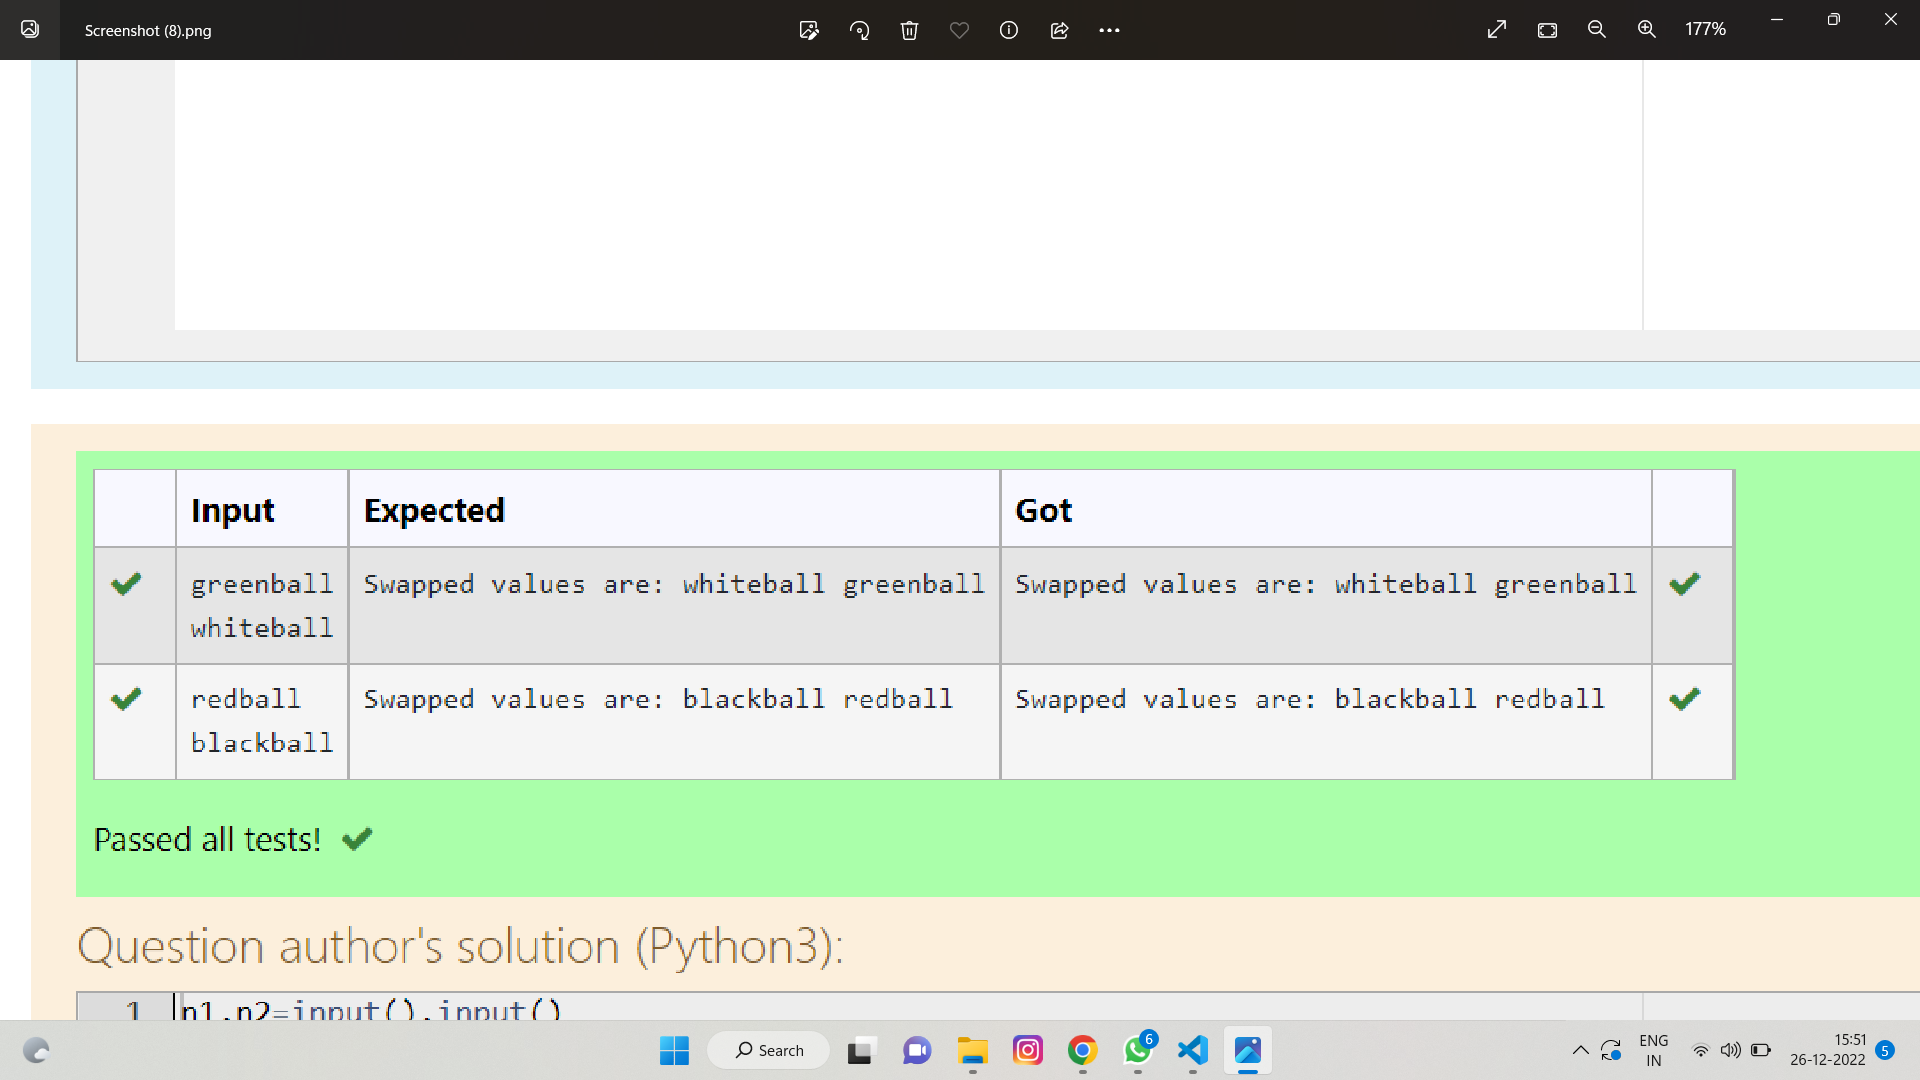 Screenshot (8).png
177%
Input Expected Got
greenball Swapped values are: whiteball greenball Swapped values are: whiteball greenball
whiteball
redball Swapped values are: blackball redball Swapped values are: blackball redball
blackball
Passed all tests!
Question author's solution (Python3):
1 n1,n2=input(),input()
Search
6
ENG
IN
15:51
26-12-2022
5